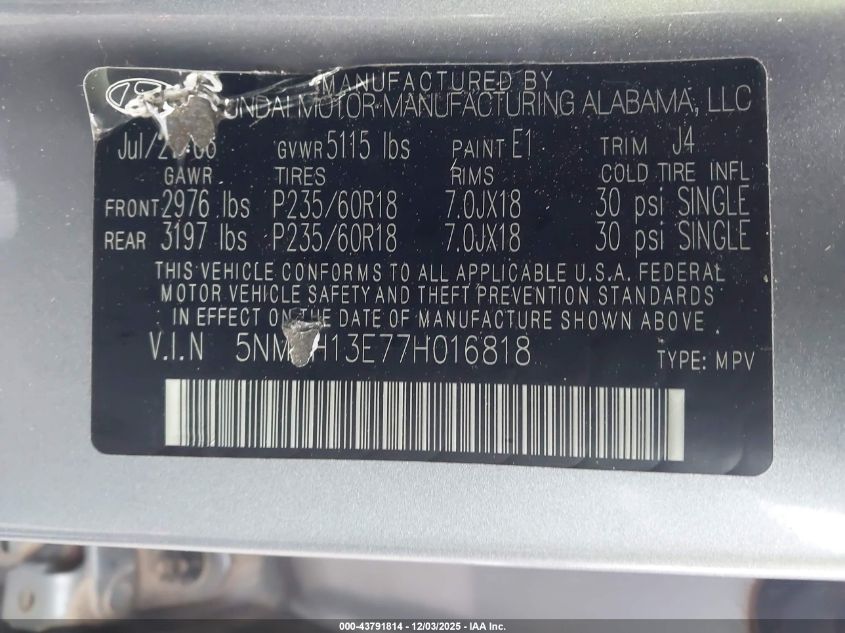 MANUFACTURED BY
MOTOR MANUFACTURING ALABAMA, LLC
GVWR 5115 lbs PAINT E1 TRIM J4
GAWR TIRES RIMS COLD TIRE INFL
FRONT 2976 lbs P235/60R18 7.0JX18 30 psi SINGLE
REAR 3197 lbs P235/60R18 7.0JX18 30 psi SINGLE
THIS VEHICLE CONFORMS TO ALL APPLICABLE U.S.A. FEDERAL
MOTOR VEHICLE SAFETY AND THEFT PREVENTION STANDARDS
IN EFFECT ON THE DATE OF MANUFACTURE SHOWN ABOVE
V.I.N TYPE: MPV
000-43791814 - 12/03/2025 - IAA Inc.